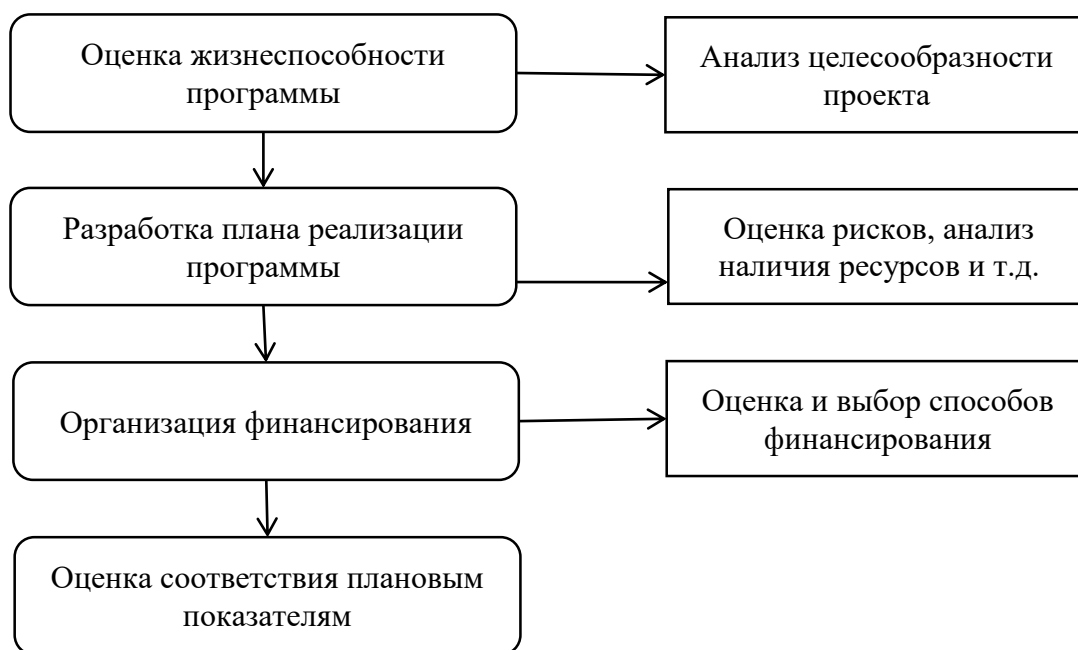 Оценка жизнеспособности
программы
Анализ целесообразности
проекта
Разработка плана реализации
программы
Оценка рисков, анализ
наличия ресурсов и т.д.
Организация финансирования
Оценка и выбор способов
финансирования
Оценка соответствия плановым
показателям